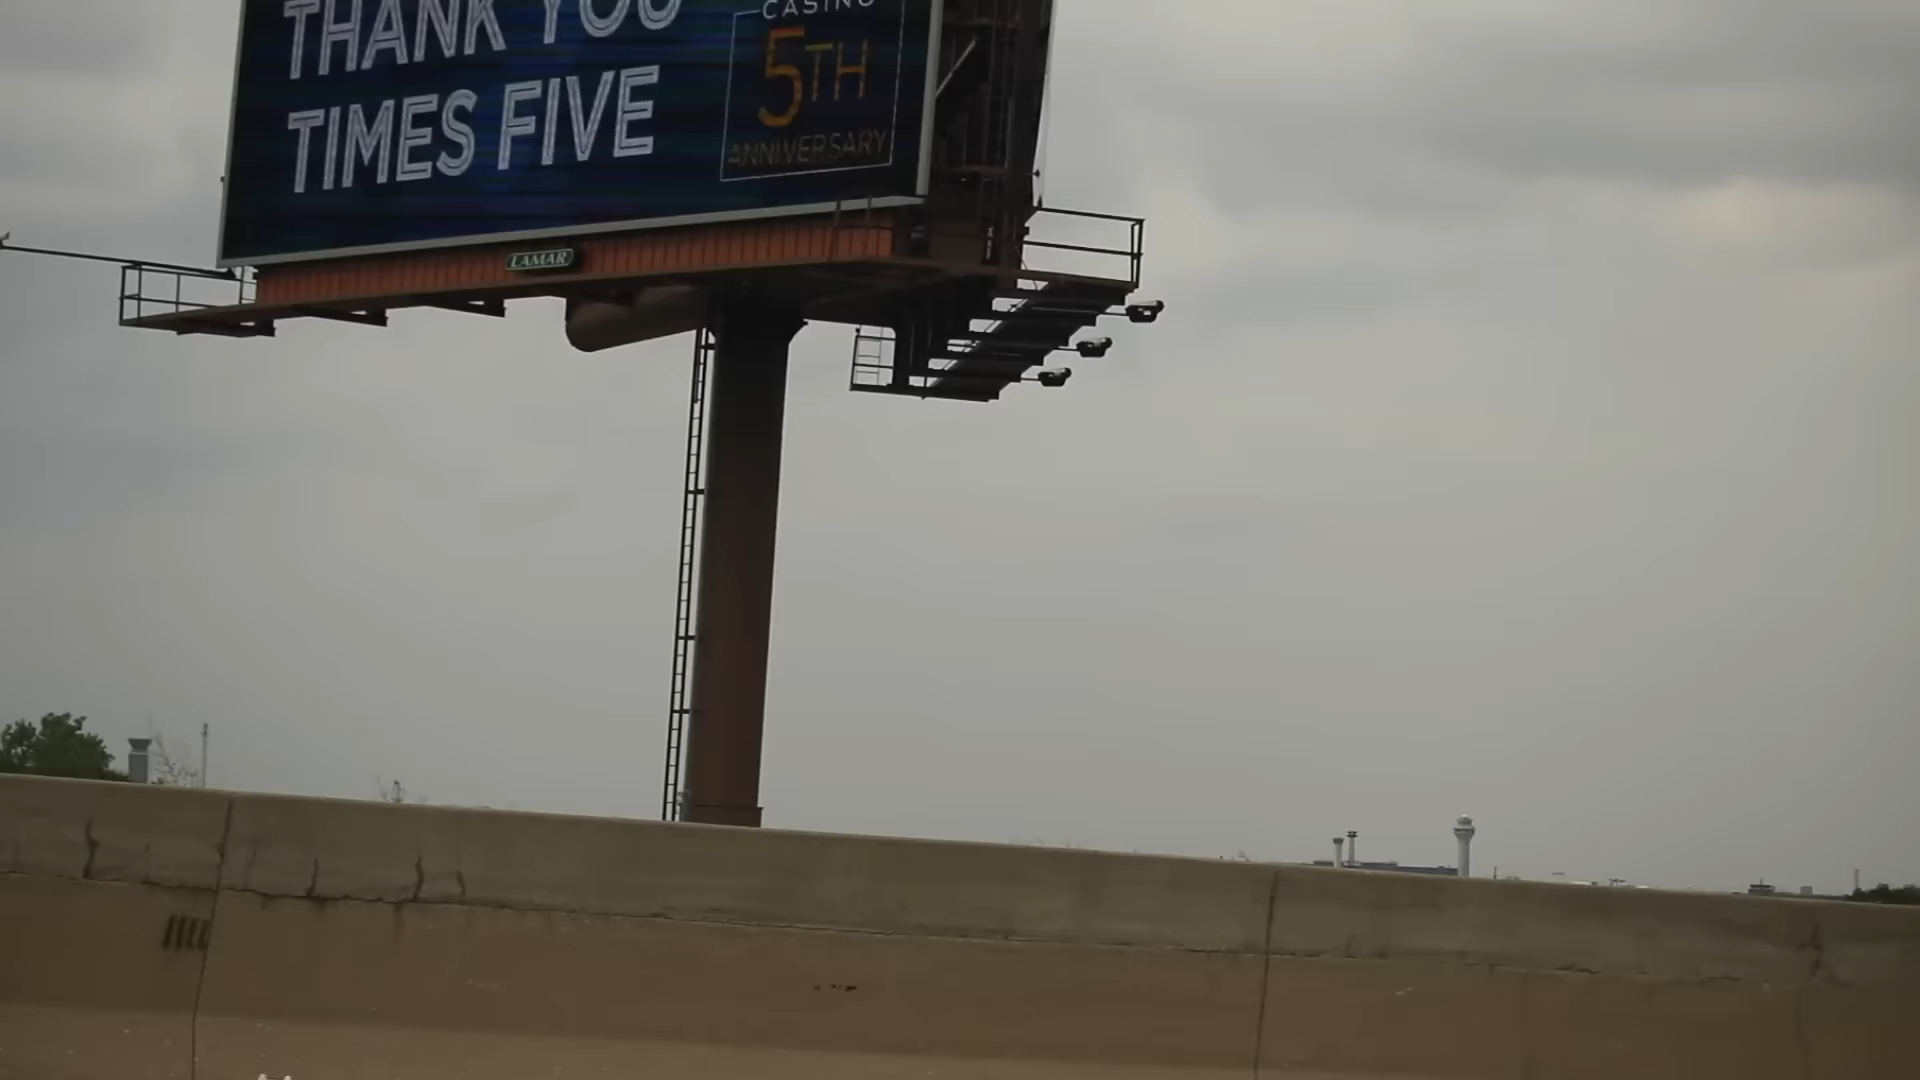 THANK YOU
TIMES FIVE
CASINO
5TH
ANNIVERSARY
LAMAR